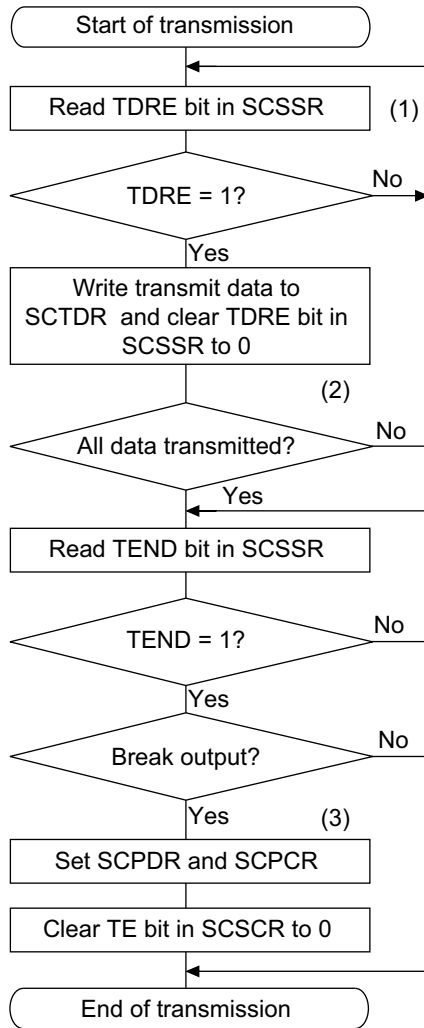 Start of transmission
Read TDRE bit in SCSSR
(1)
TDRE = 1?
No
Yes
Write transmit data to
SCTDR and clear TDRE bit in
SCSSR to 0
(2)
All data transmitted?
No
Yes
Read TEND bit in SCSSR
TEND = 1?
No
Yes
Break output?
No
Yes
(3)
Set SCPDR and SCPCR
Clear TE bit in SCSCR to 0
End of transmission